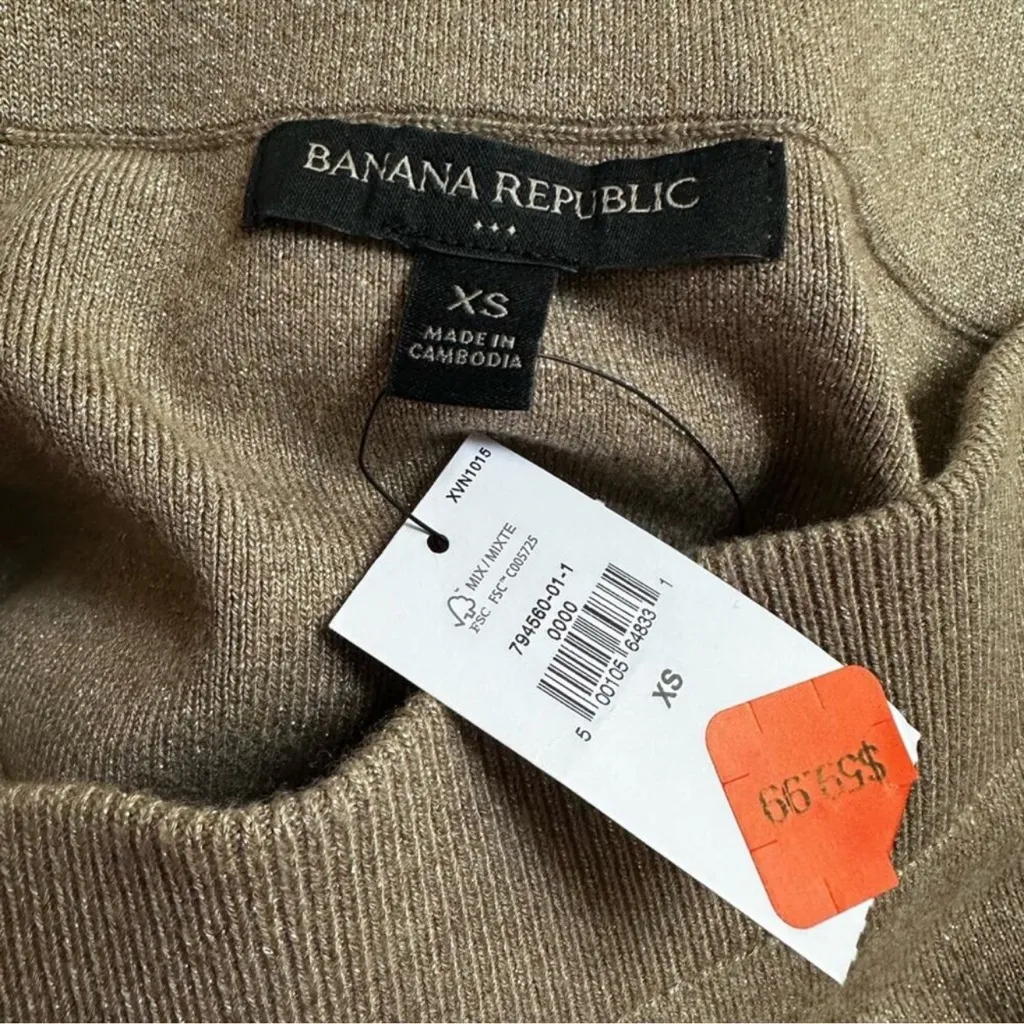 BANANA REPUBLIC
XS
MADE IN
CAMBODIA
XVN1015
MIX / MIXTE
FSC FSC™ C005725
794560-01-1
0000
5 00105 64833 1
XS
$59.99